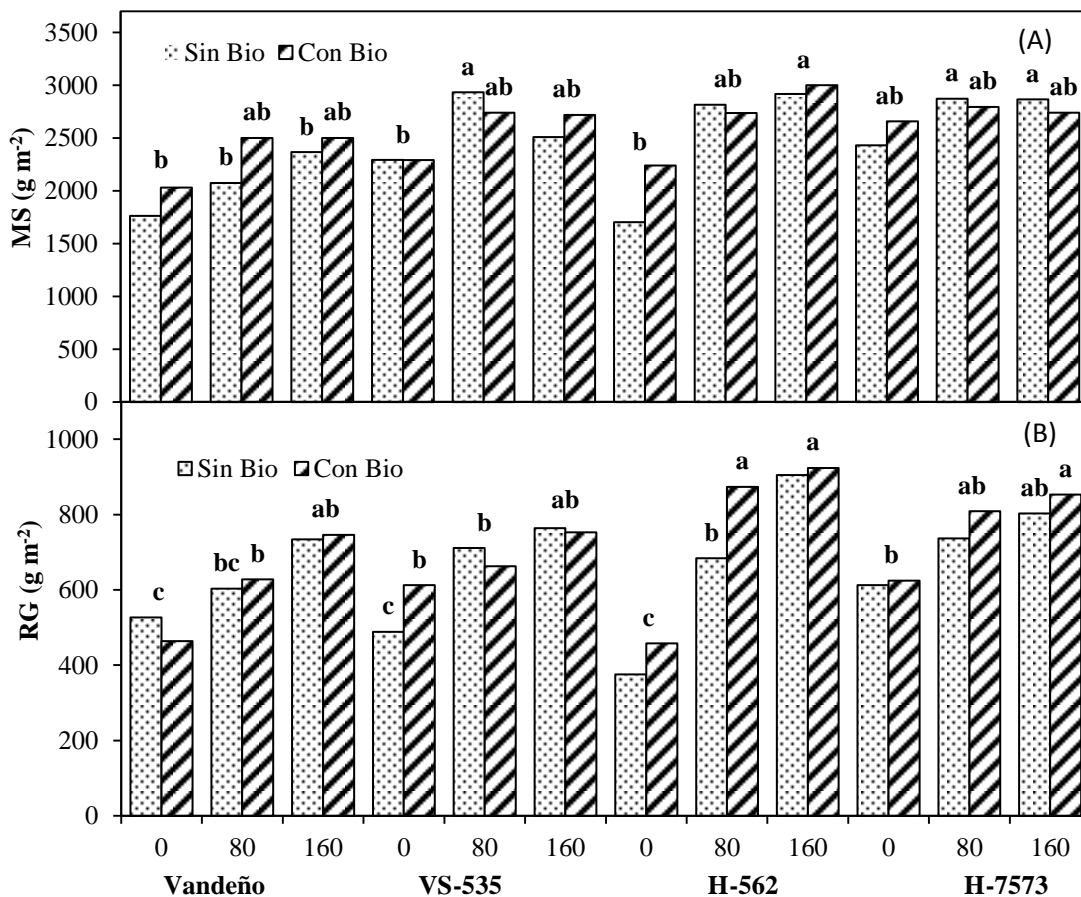 (A)
Sin Bio Con Bio
MS (g m-2)
3500
3000
2500
2000
1500
1000
500
0
b b ab b ab b a ab ab b ab a ab a ab a ab
(B)
Sin Bio Con Bio
RG (g m-2)
1000
800
600
400
200
0
c bc b ab c b b ab c b a a b ab ab a
0 80 160 0 80 160 0 80 160 0 80 160
Vandeño VS-535 H-562 H-7573